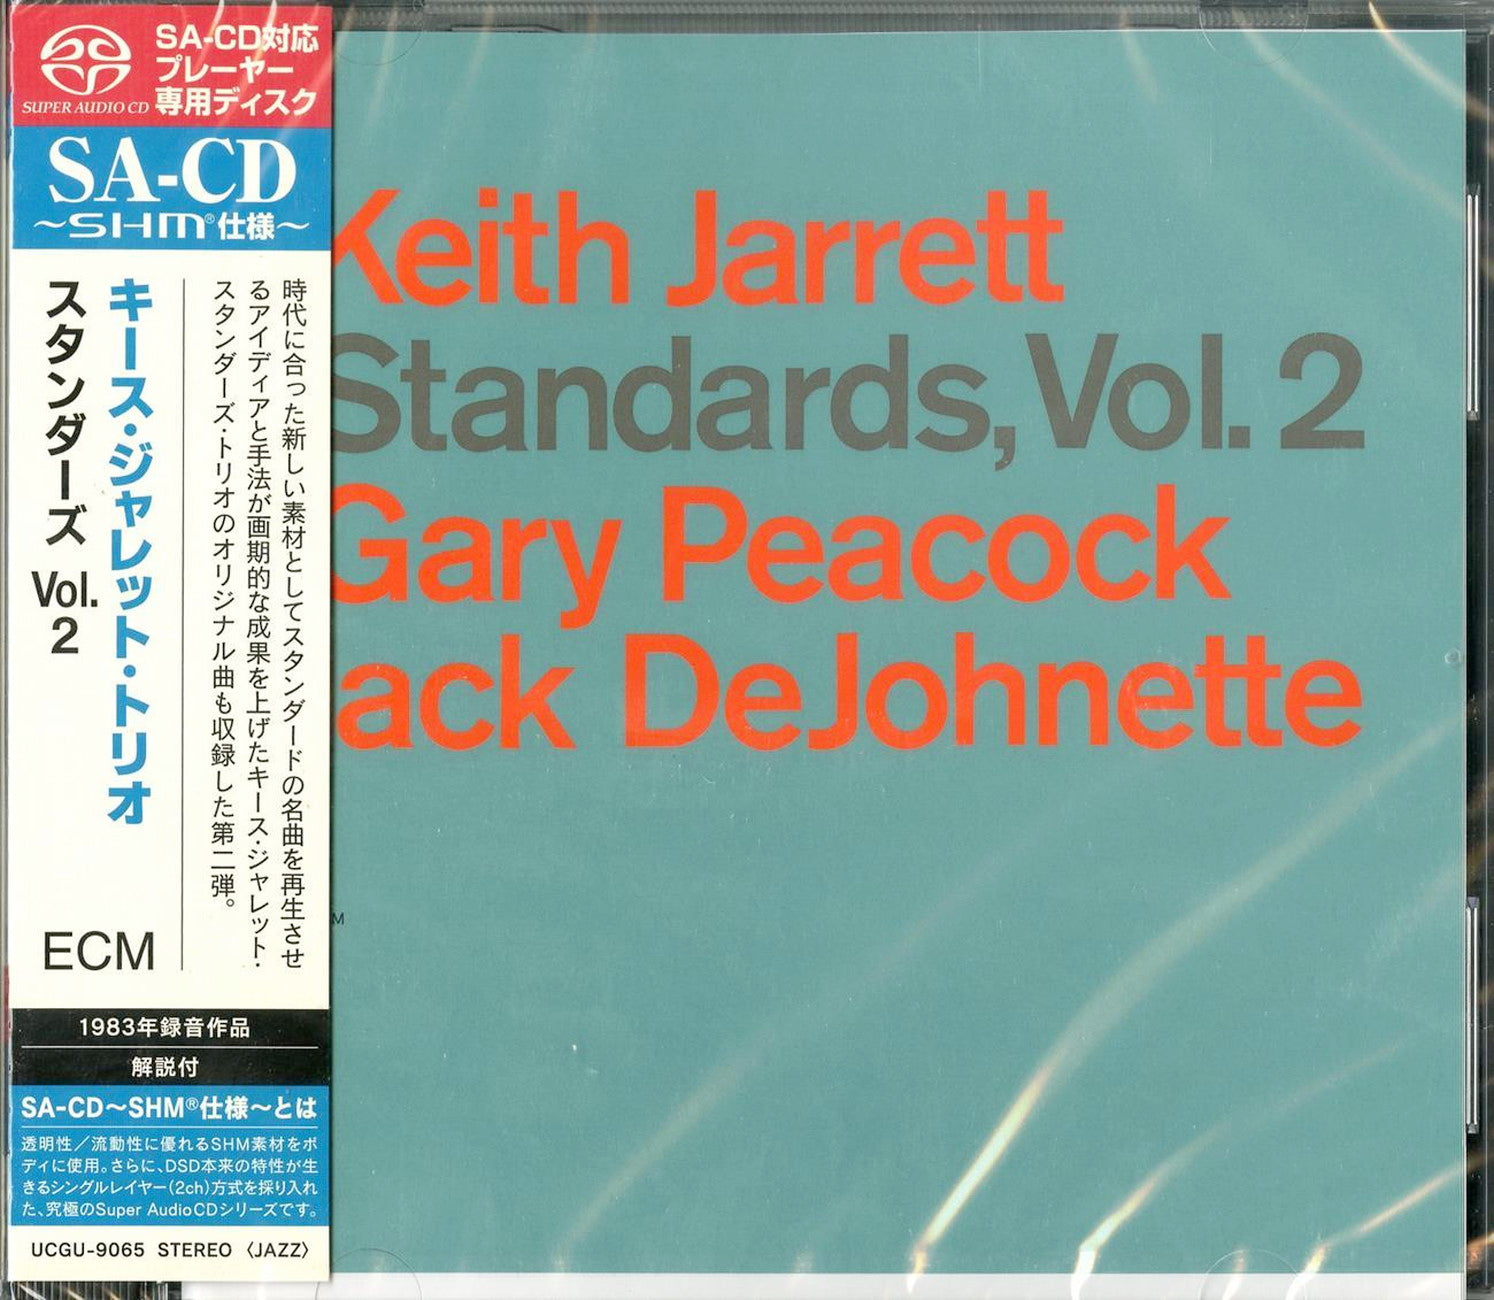 SUPER AUDIO CD
SA-CD対応
プレーヤー
専用ディスク
SA-CD
～SHM®仕様～
時代に合った新しい素材としてスタンダードの名曲を再生させ
るアイディアと手法が画期的な成果を上げたキース・ジャレット・
スタンダーズ・トリオのオリジナル曲も収録した第二弾。
キース・ジャレット・トリオ
スタンダーズ Vol. 2
ECM
1983年録音作品
解説付
SA-CD～SHM®仕様～とは
透明性／流動性に優れるSHM素材をボ
ディに使用。さらに、DSD本来の特性が生
きるシングルレイヤー(2ch)方式を採り入れ
た、究極のSuper AudioCDシリーズです。
UCGU-9065 STEREO 〈JAZZ〉
Keith Jarrett
Standards, Vol. 2
Gary Peacock
ack DeJohnette
M